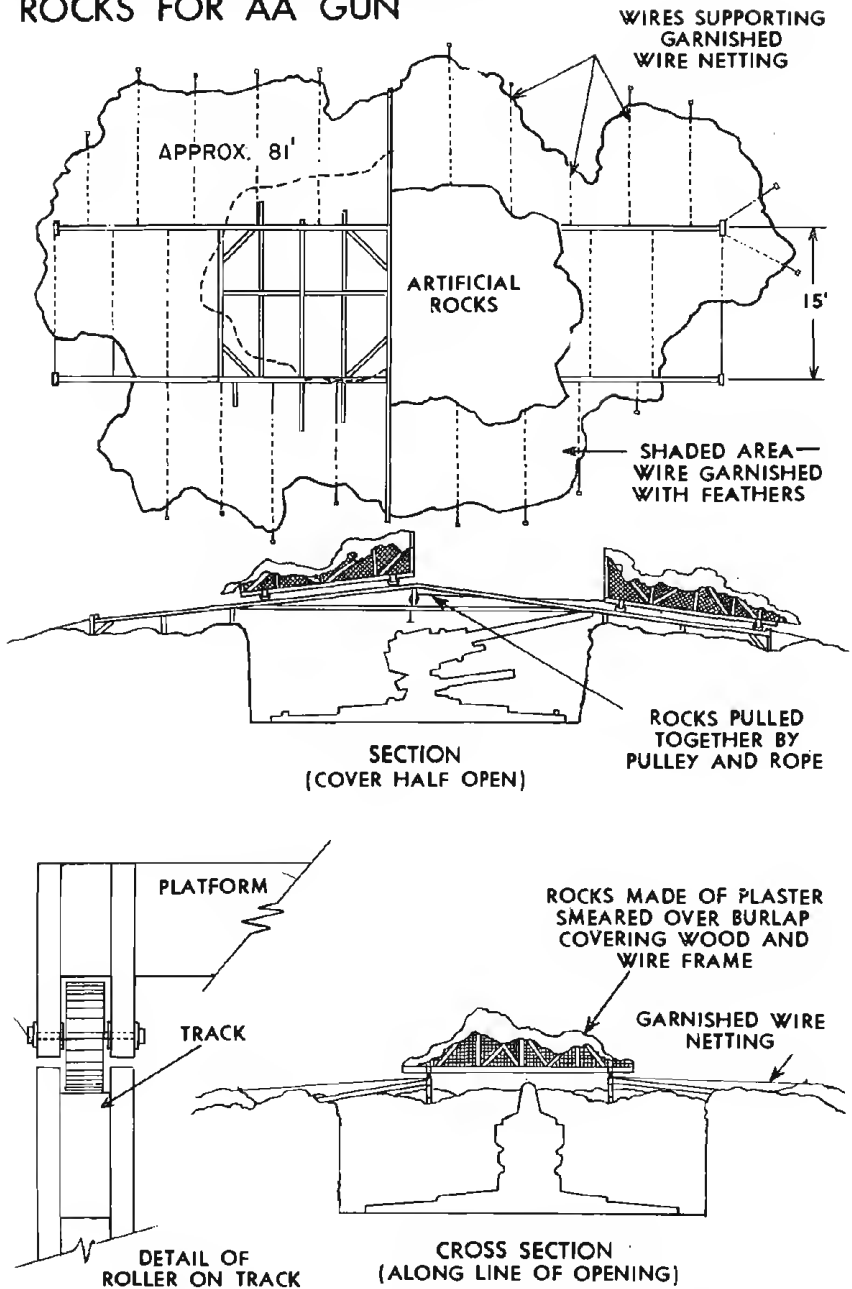 ROCKS FOR AA GUN
WIRES SUPPORTING
GARNISHED
WIRE NETTING
APPROX. 81'
ARTIFICIAL
ROCKS
15'
SHADED AREA—
WIRE GARNISHED
WITH FEATHERS
ROCKS PULLED
TOGETHER BY
PULLEY AND ROPE
SECTION
(COVER HALF OPEN)
PLATFORM
TRACK
DETAIL OF
ROLLER ON TRACK
ROCKS MADE OF PLASTER
SMEARED OVER BURLAP
COVERING WOOD AND
WIRE FRAME
GARNISHED WIRE
NETTING
CROSS SECTION
(ALONG LINE OF OPENING)